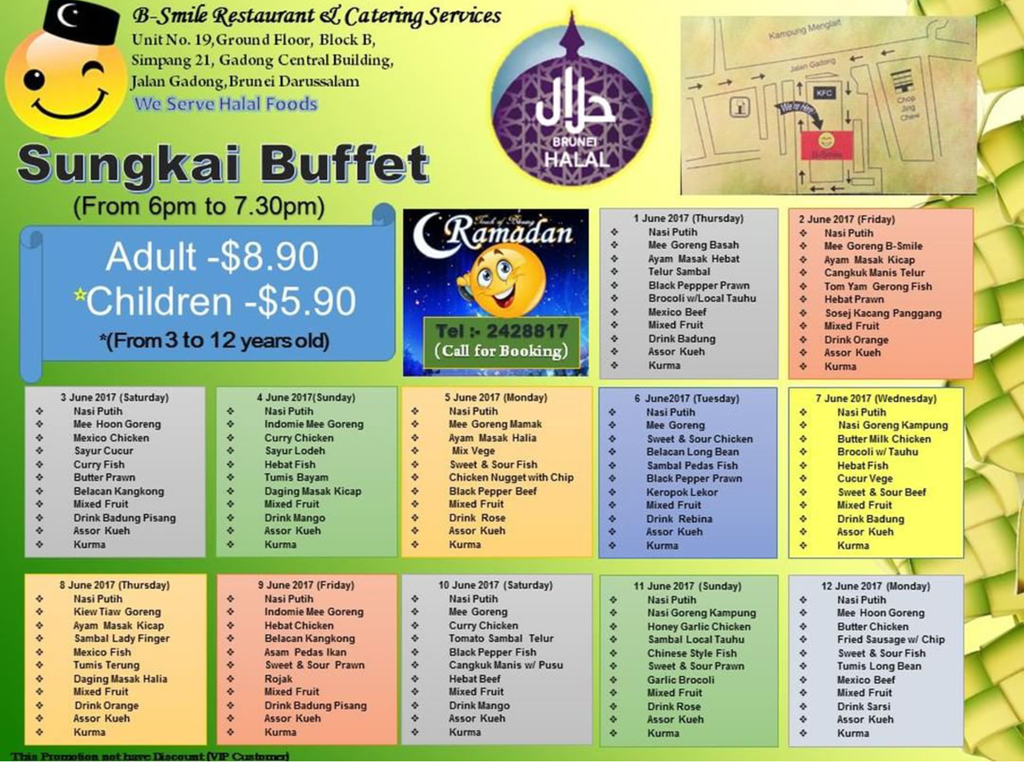 B-Smile Restaurant & Catering Services
Unit No. 19,Ground Floor, Block B,
Simpang 21, Gadong Central Building,
Jalan Gadong,Brunei Darussalam
We Serve Halal Foods
حلال
BRUNEI
HALAL
Kampung Menglait
Jalan Gadong
KFC
We're Here
Chop
Jing
Chew
Sungkai Buffet
(From 6pm to 7.30pm)
Adult -$8.90
*Children -$5.90
*(From 3 to 12 years old)
Ramadan
Tel :- 2428817
(Call for Booking)
1 June 2017 (Thursday)
Nasi Putih
Mee Goreng Basah
Ayam Masak Hebat
Telur Sambal
Black Peppper Prawn
Brocoli w/Local Tauhu
Mexico Beef
Mixed Fruit
Drink Badung
Assor Kueh
Kurma
2 June 2017 (Friday)
Nasi Putih
Mee Goreng B-Smile
Ayam Masak Kicap
Cangkuk Manis Telur
Tom Yam Gerong Fish
Hebat Prawn
Sosej Kacang Panggang
Mixed Fruit
Drink Orange
Assor Kueh
Kurma
3 June 2017 (Saturday)
Nasi Putih
Mee Hoon Goreng
Mexico Chicken
Sayur Cucur
Curry Fish
Butter Prawn
Belacan Kangkong
Mixed Fruit
Drink Badung Pisang
Assor Kueh
Kurma
4 June 2017(Sunday)
Nasi Putih
Indomie Mee Goreng
Curry Chicken
Sayur Lodeh
Hebat Fish
Tumis Bayam
Daging Masak Kicap
Mixed Fruit
Drink Mango
Assor Kueh
Kurma
5 June 2017 (Monday)
Nasi Putih
Mee Goreng Mamak
Ayam Masak Halia
Mix Vege
Sweet & Sour Fish
Chicken Nugget with Chip
Black Pepper Beef
Mixed Fruit
Drink Rose
Assor Kueh
Kurma
6 June2017 (Tuesday)
Nasi Putih
Mee Goreng
Sweet & Sour Chicken
Belacan Long Bean
Sambal Pedas Fish
Black Pepper Prawn
Keropok Lekor
Mixed Fruit
Drink Rebina
Assor Kueh
Kurma
7 June 2017 (Wednesday)
Nasi Putih
Nasi Goreng Kampung
Butter Milk Chicken
Brocoli w/ Tauhu
Hebat Fish
Cucur Vege
Sweet & Sour Beef
Mixed Fruit
Drink Badung
Assor Kueh
Kurma
8 June 2017 (Thursday)
Nasi Putih
Kiew Tiaw Goreng
Ayam Masak Kicap
Sambal Lady Finger
Mexico Fish
Tumis Terung
Daging Masak Halia
Mixed Fruit
Drink Orange
Assor Kueh
Kurma
9 June 2017 (Friday)
Nasi Putih
Indomie Mee Goreng
Hebat Chicken
Belacan Kangkong
Asam Pedas Ikan
Sweet & Sour Prawn
Rojak
Mixed Fruit
Drink Badung Pisang
Assor Kueh
Kurma
10 June 2017 (Saturday)
Nasi Putih
Mee Goreng
Curry Chicken
Tomato Sambal Telur
Black Pepper Fish
Cangkuk Manis w/ Pusu
Hebat Beef
Mixed Fruit
Drink Mango
Assor Kueh
Kurma
11 June 2017 (Sunday)
Nasi Putih
Nasi Goreng Kampung
Honey Garlic Chicken
Sambal Local Tauhu
Chinese Style Fish
Sweet & Sour Prawn
Garlic Brocoli
Mixed Fruit
Drink Rose
Assor Kueh
Kurma
12 June 2017 (Monday)
Nasi Putih
Mee Hoon Goreng
Butter Chicken
Fried Sausage w/ Chip
Sweet & Sour Fish
Tumis Long Bean
Mexico Beef
Mixed Fruit
Drink Sarsi
Assor Kueh
Kurma
This Promotion not have Discount (VIP Customer)